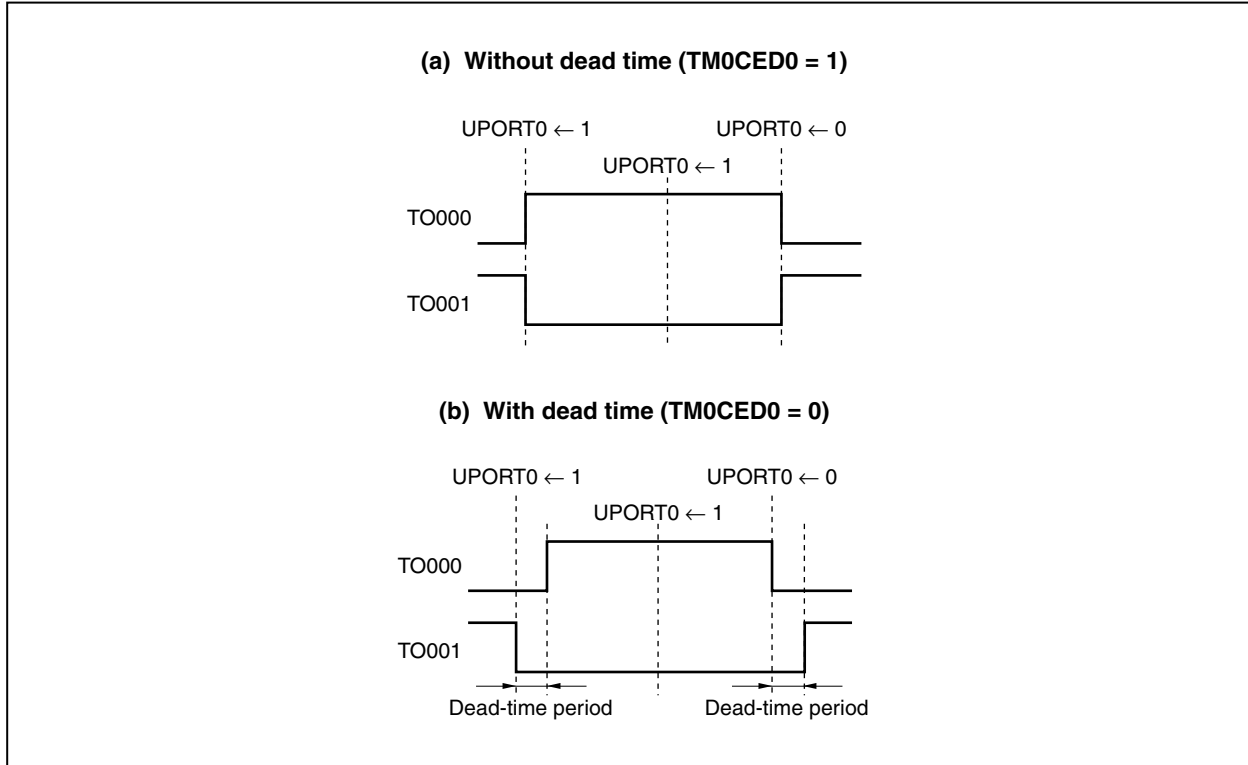 (a) Without dead time (TM0CED0 = 1)
UPORT0 ← 1
UPORT0 ← 0
UPORT0 ← 1
TO000
TO001
(b) With dead time (TM0CED0 = 0)
UPORT0 ← 1
UPORT0 ← 0
UPORT0 ← 1
TO000
TO001
Dead-time period
Dead-time period